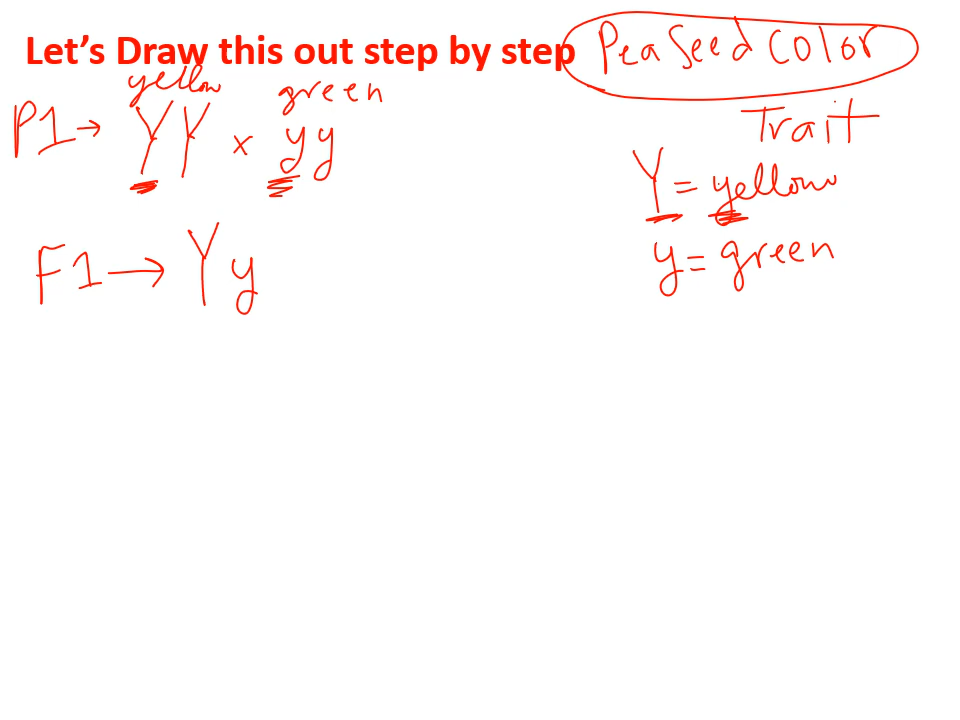 Let's Draw this out step by step
Pea Seed Color
Trait
yellow green
P1→ YY x yy
Y = yellow
y = green
F1→ Yy